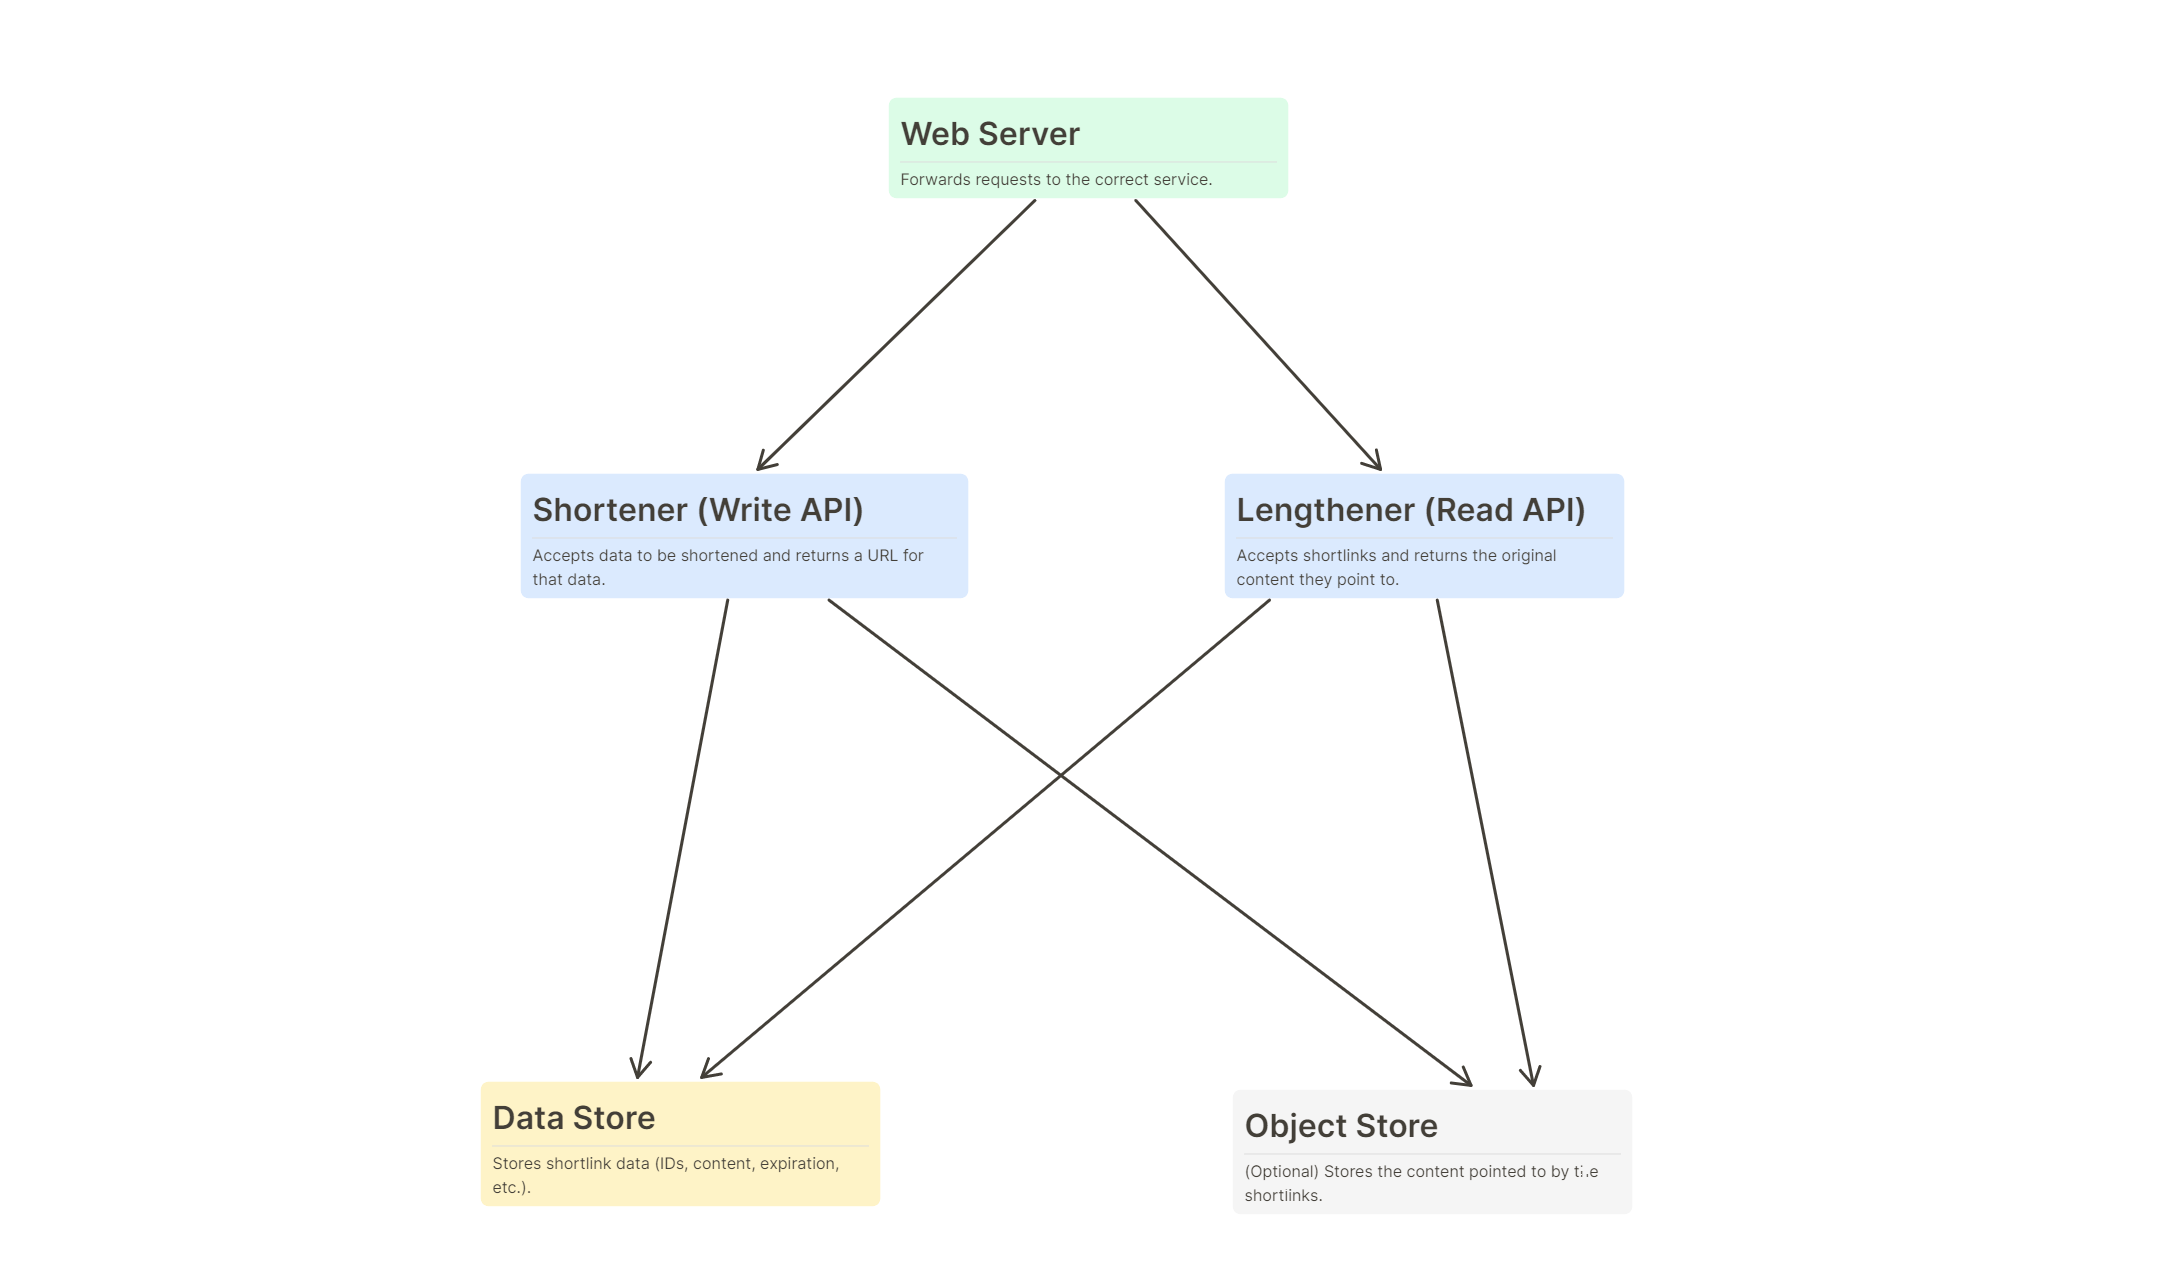 Web Server
Forwards requests to the correct service.
Shortener (Write API)
Accepts data to be shortened and returns a URL for
that data.
Lengthener (Read API)
Accepts shortlinks and returns the original
content they point to.
Data Store
Stores shortlink data (IDs, content, expiration,
etc.).
Object Store
(Optional) Stores the content pointed to by the
shortlinks.